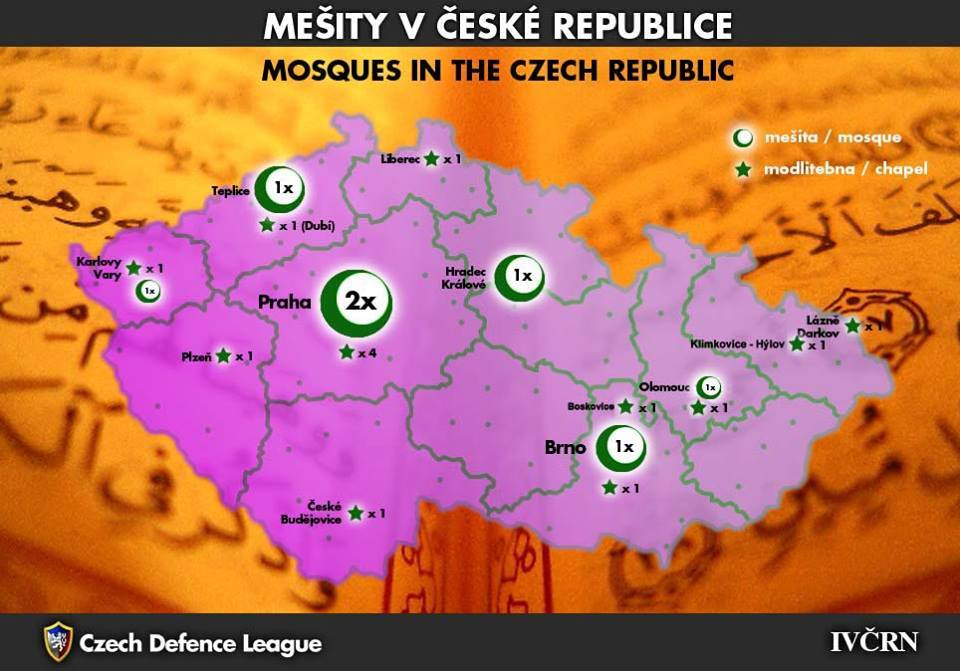 MEŠITY V ČESKÉ REPUBLICE
MOSQUES IN THE CZECH REPUBLIC
mešita / mosque
modlitebna / chapel
Liberec x 1
Teplice 1x
x 1 (Dubí)
Karlovy
Vary
x 1
1x
Praha 2x
x 4
Hradec
Králové
1x
Lázně
Darkov
x 1
Klimkovice - Hýlov x 1
Plzeň x 1
Olomouc 1x
x 1
Boskovice x 1
Brno 1x
x 1
České
Budějovice
x 1
Czech Defence League
IVČRN